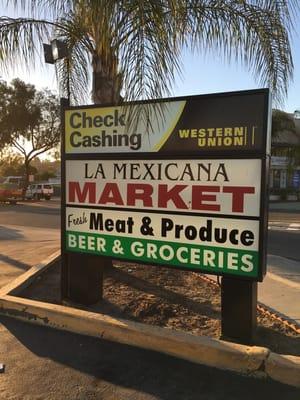 Check
Cashing
WESTERN
UNION
LA MEXICANA
MARKET
Fresh Meat & Produce
BEER & GROCERIES